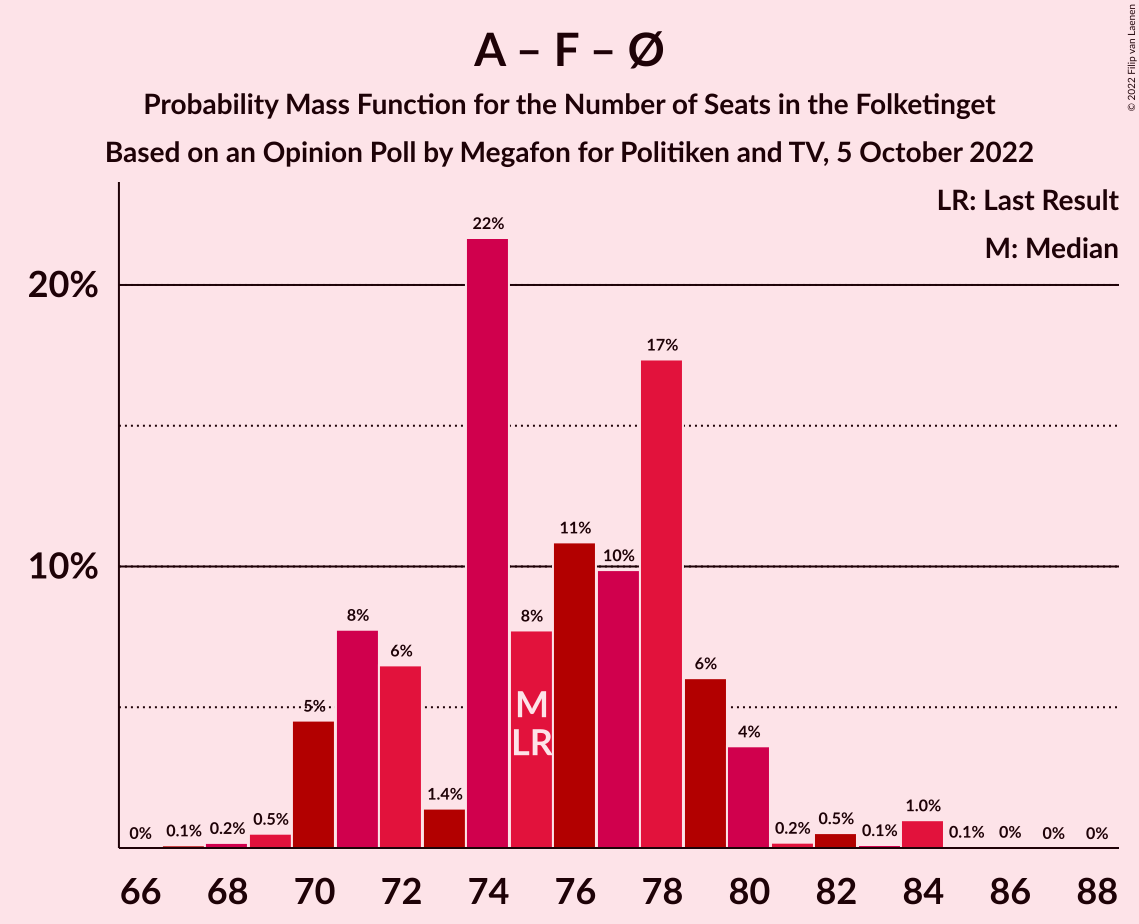 A – F – Ø
Probability Mass Function for the Number of Seats in the Folketinget
Based on an Opinion Poll by Megafon for Politiken and TV, 5 October 2022
© 2022 Filip van Laenen
LR: Last Result
M: Median
20%
10%
0%
0.1%
0.2%
0.5%
5%
8%
6%
1.4%
22%
8%
11%
10%
17%
6%
4%
0.2%
0.5%
0.1%
1.0%
0.1%
0%
0%
0%
M
LR
66 68 70 72 74 76 78 80 82 84 86 88